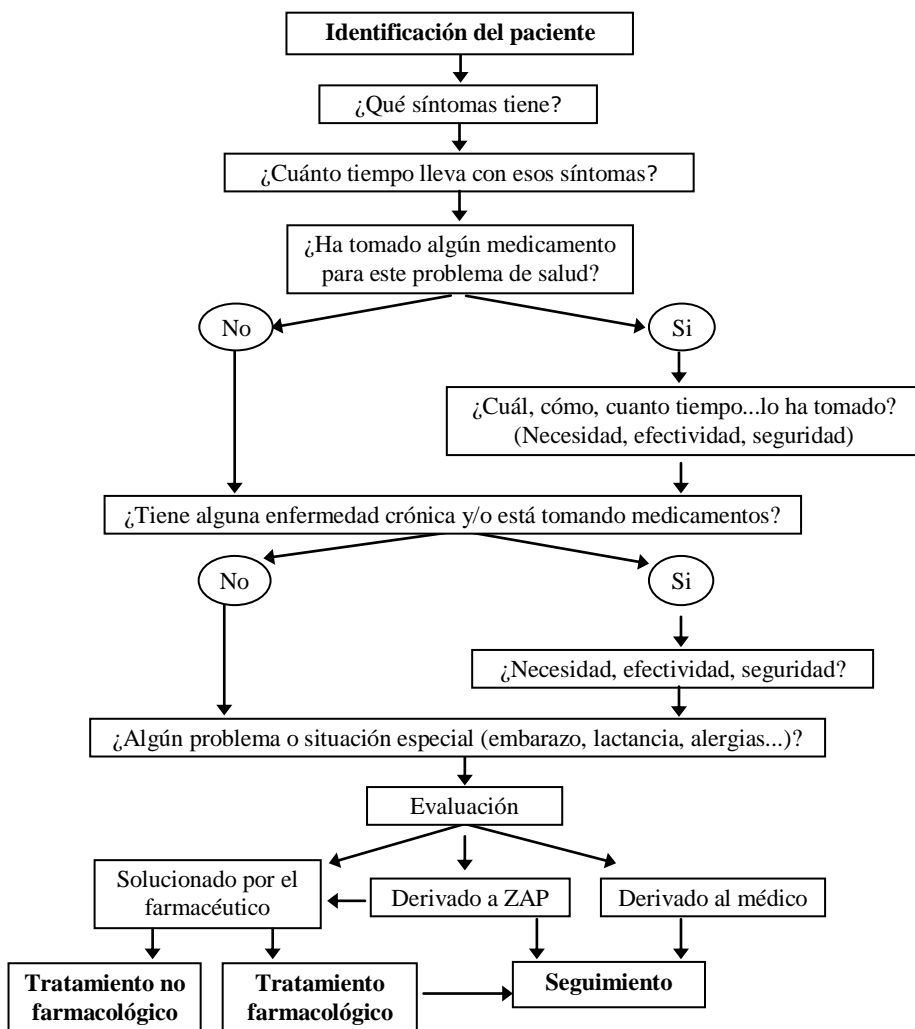 Identificación del paciente
¿Qué síntomas tiene?
¿Cuánto tiempo lleva con esos síntomas?
¿Ha tomado algún medicamento
para este problema de salud?
No
Si
¿Cuál, cómo, cuanto tiempo...lo ha tomado?
(Necesidad, efectividad, seguridad)
¿Tiene alguna enfermedad crónica y/o está tomando medicamentos?
No
Si
¿Necesidad, efectividad, seguridad?
¿Algún problema o situación especial (embarazo, lactancia, alergias...)?
Evaluación
Solucionado por el
farmacéutico
Derivado a ZAP
Derivado al médico
Tratamiento no
farmacológico
Tratamiento
farmacológico
Seguimiento